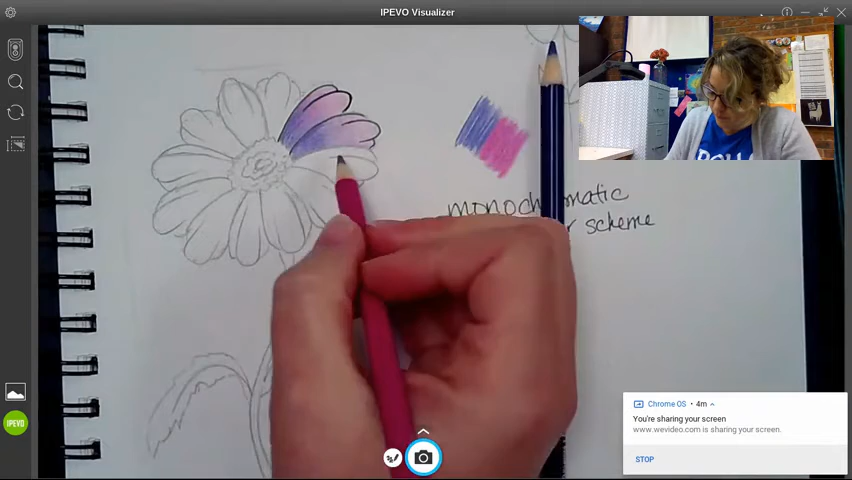 IPEVO Visualizer
monoch matic
r scheme
IPEVO
Chrome OS • 4m
You're sharing your screen
www.wevideo.com is sharing your screen.
STOP